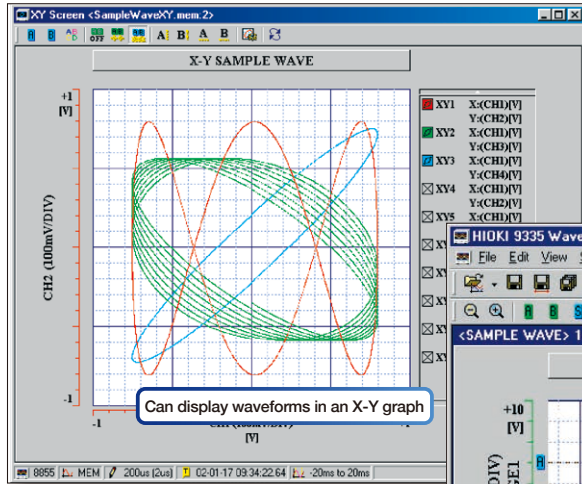 XY Screen <SampleWaveXY.mem.2>
OFF
A B A B
X-Y SAMPLE WAVE
+1
[V]
CH2 (100mV/DIV)
-1
-1
[V]
XY1 X:(CH1)[V]
Y:(CH2)[V]
XY2 X:(CH1)[V]
Y:(CH3)[V]
XY3 X:(CH1)[V]
Y:(CH4)[V]
XY4 X:(CH1)[V]
Y:(CH2)[V]
XY5 X:(CH1)[V]
Can display waveforms in an X-Y graph
8855 MEM 200us (2us) 02-01-17 09:34:22.64 -20ms to 20ms
HIOKI 9335 Wave
File Edit View
<SAMPLE WAVE> 1
+10
[V]
A